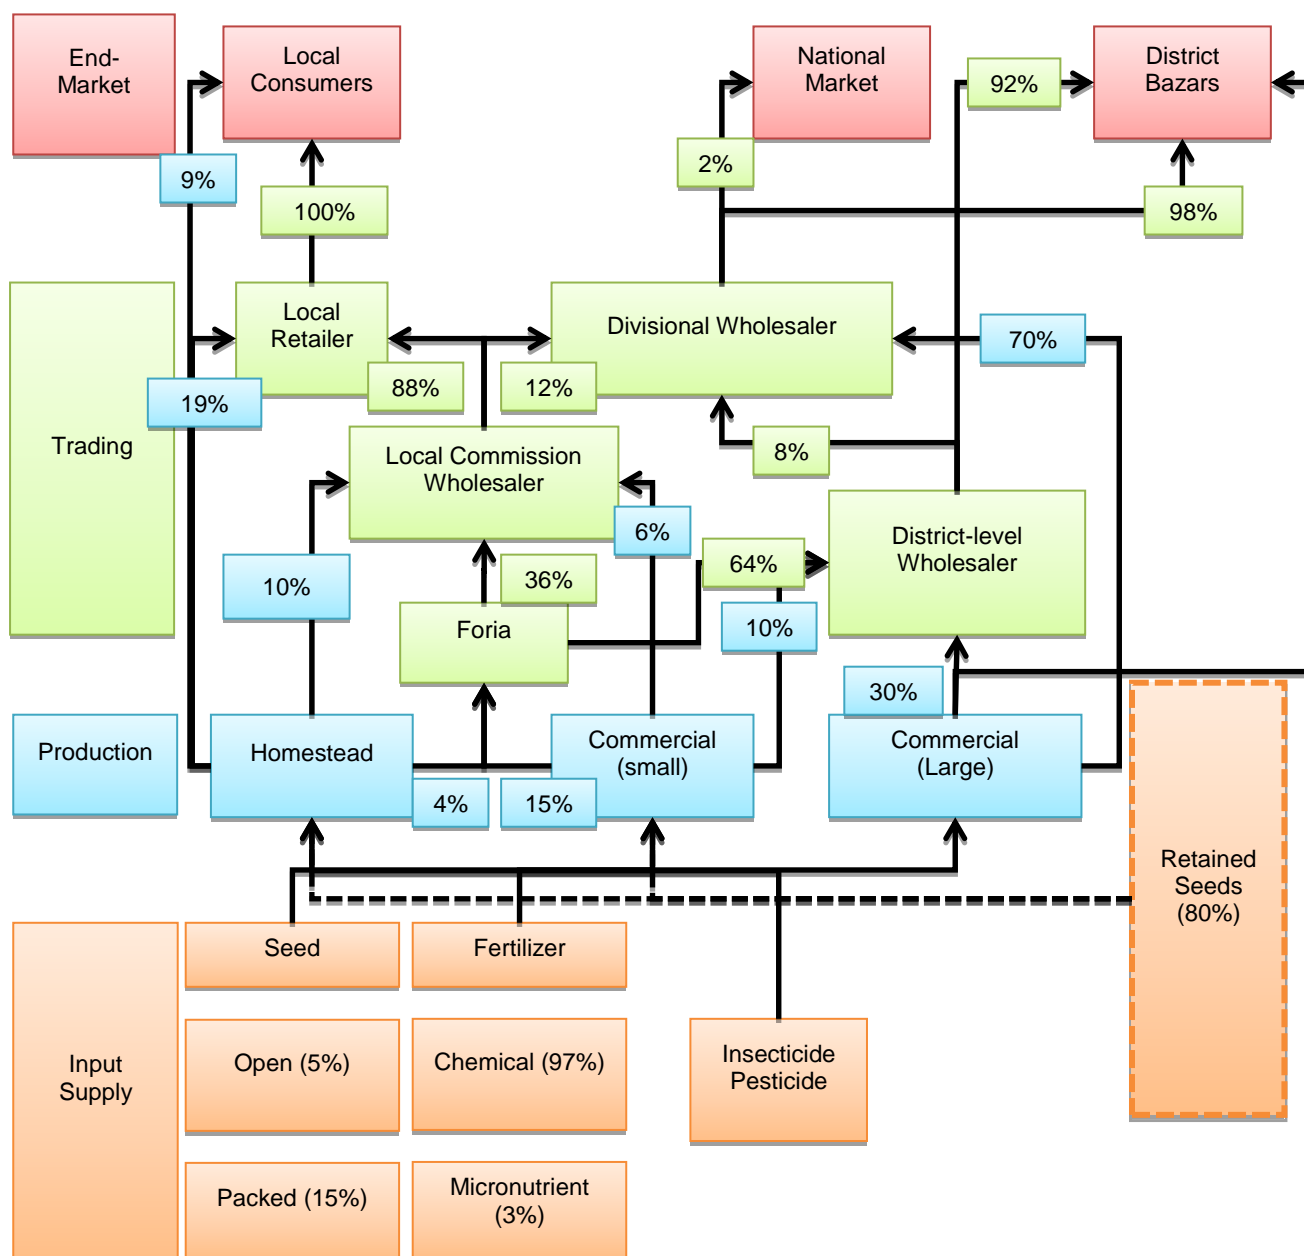 End-
Market
Local
Consumers
National
Market
District
Bazars
92%
9%
2%
100%
98%
Trading
Local
Retailer
Divisional Wholesaler
70%
88%
12%
19%
8%
Local Commission
Wholesaler
District-level
Wholesaler
6%
10%
36%
64%
Foria
10%
30%
Production
Homestead
Commercial
(small)
Commercial
(Large)
4%
15%
Retained
Seeds
(80%)
Input
Supply
Seed
Fertilizer
Open (5%)
Chemical (97%)
Insecticide
Pesticide
Packed (15%)
Micronutrient
(3%)